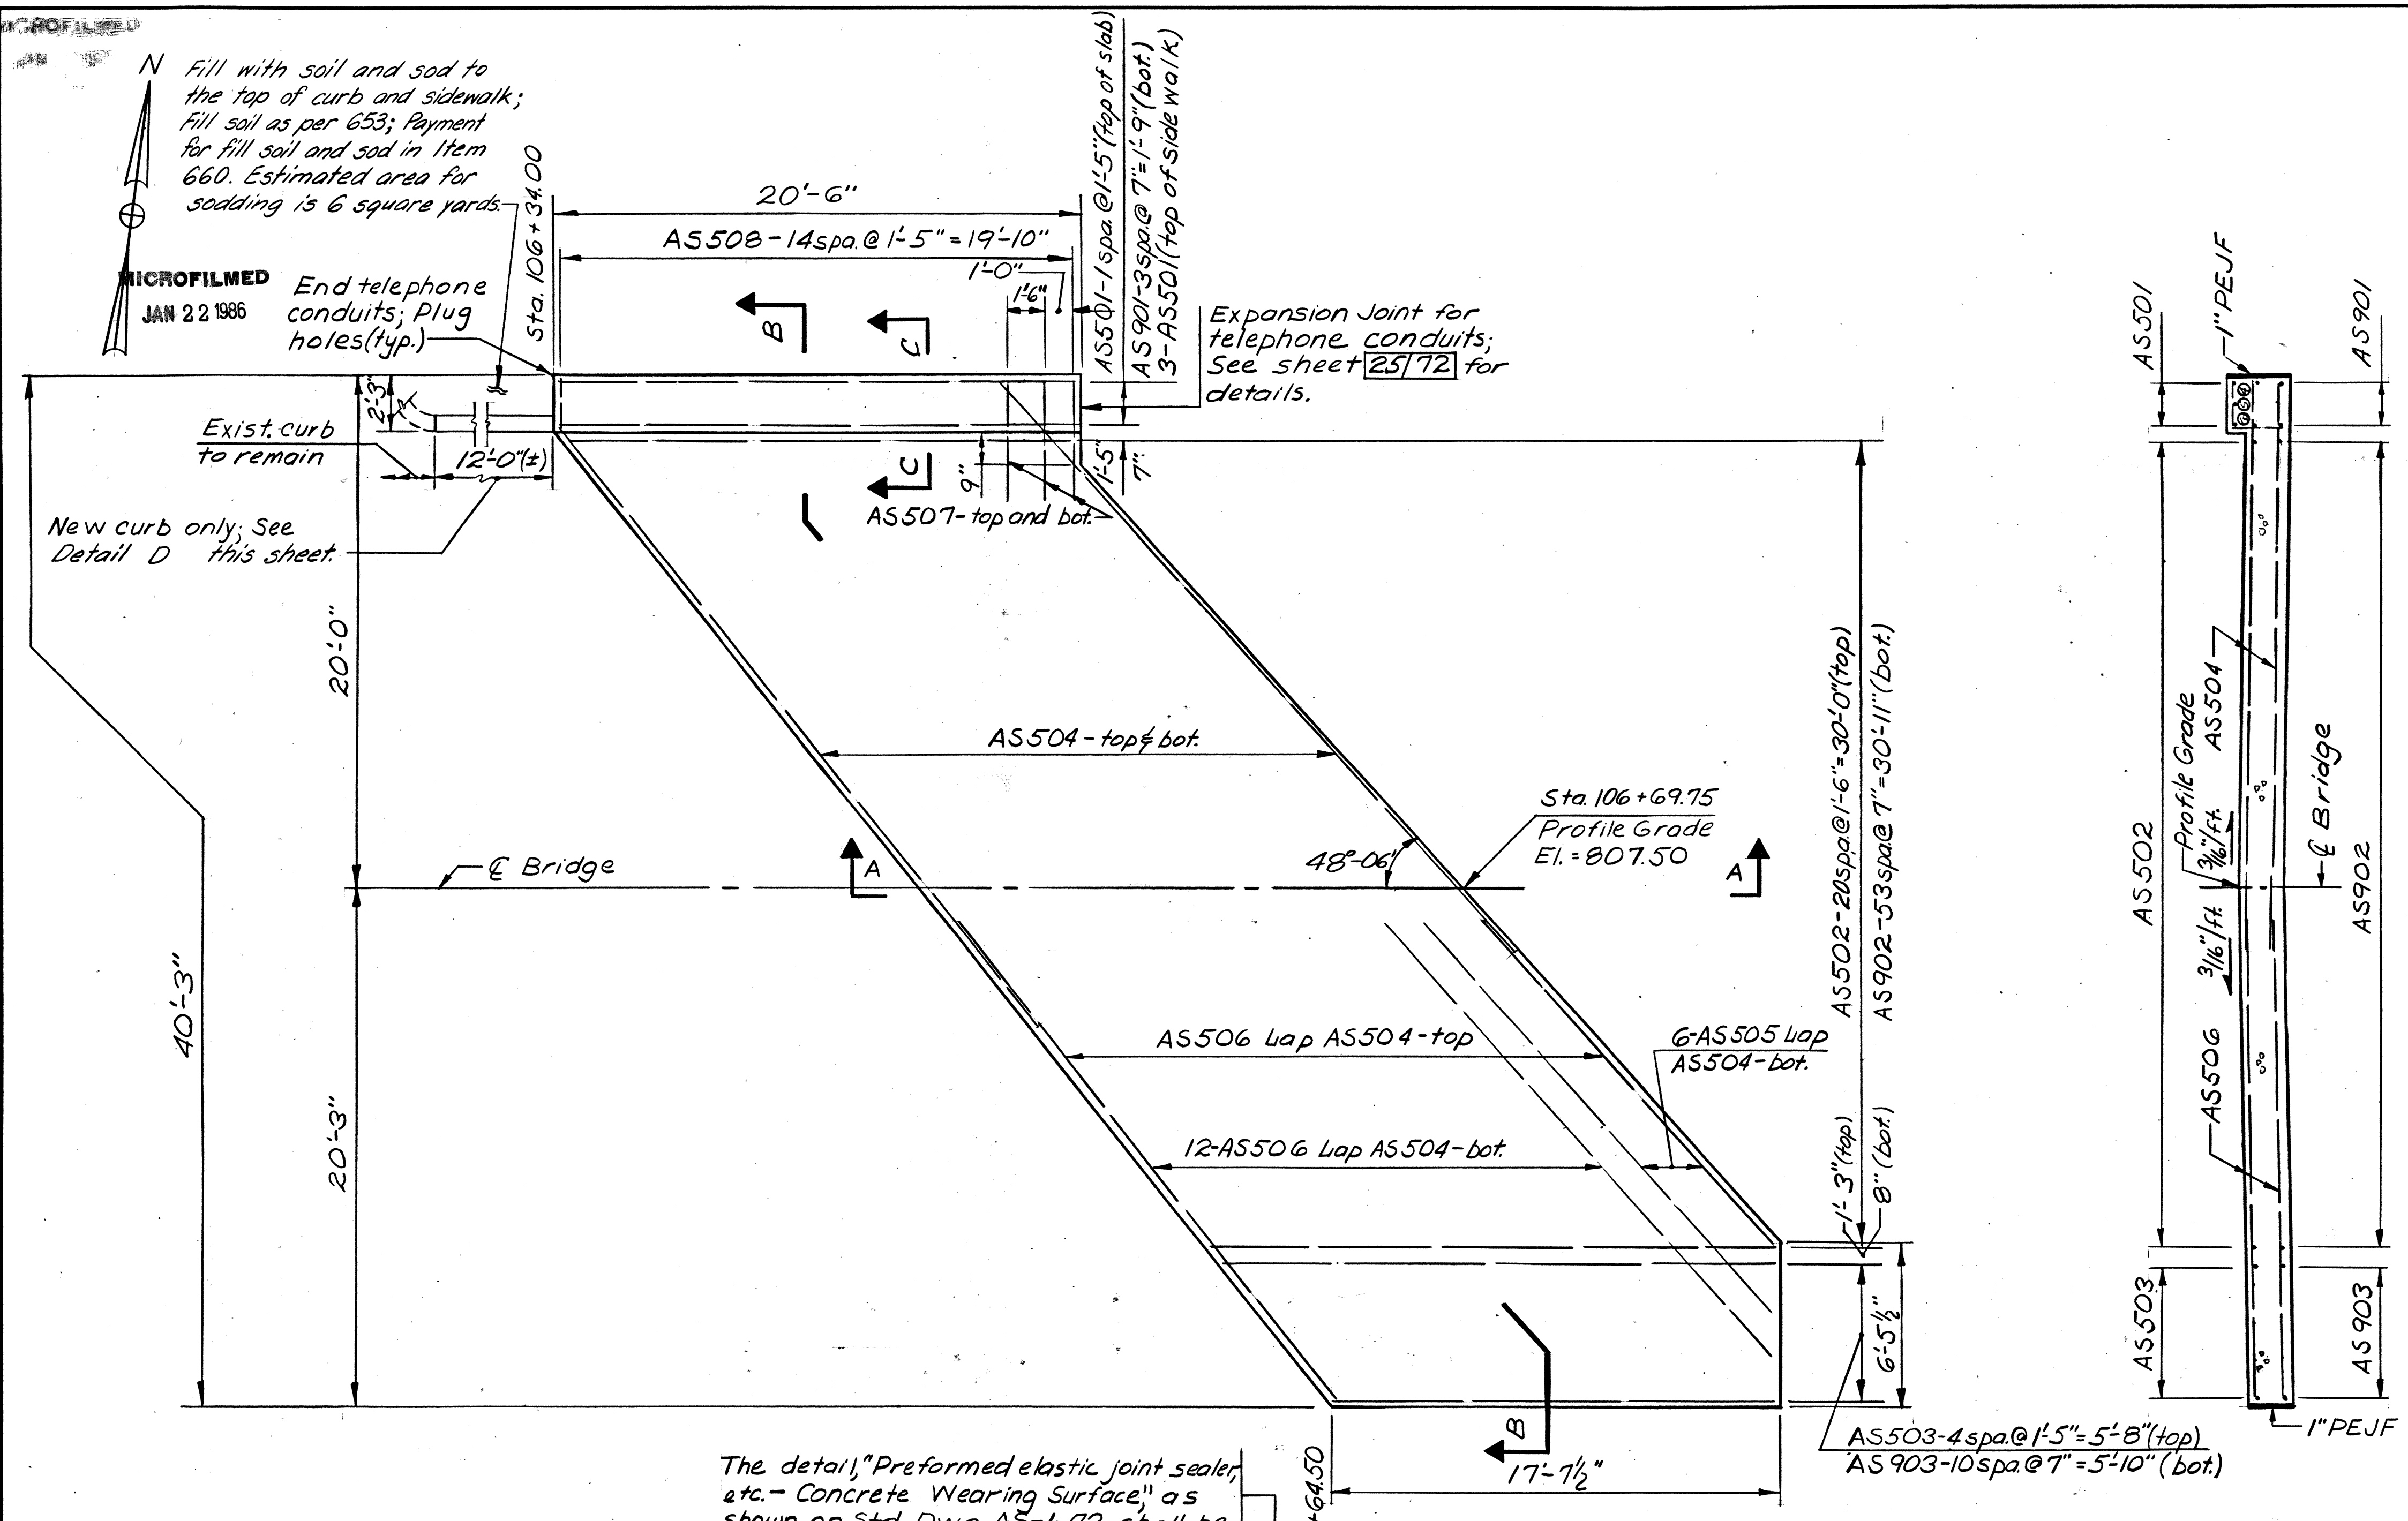 MICROFILMED
JAN
N
Fill with soil and sod to
the top of curb and sidewalk;
Fill soil as per 653; Payment
for fill soil and sod in Item
660. Estimated area for
sodding is 6 square yards.
MICROFILMED
JAN 22 1986
End telephone
conduits; Plug
holes (typ.)
Sta. 106+34.00
20'-6"
AS508-14spa.@1'-5"=19'-10"
1'-0"
1'-6"
B
C
AS501-1spa.@1'-5"(top of slab)
AS901-3spa.@7"=1'-9"(bot.)
3-AS501(top of sidewalk)
Expansion Joint for
telephone conduits;
See sheet 25/72 for
details.
2'-3"
Exist. curb
to remain
12'-0"(±)
New curb only; See
Detail D this sheet.
C
9"
1'-5"
7"
AS507-top and bot.
20'-0"
AS504-top & bot.
Sta. 106+69.75
Profile Grade
El.=807.50
48°-06'
℄ Bridge
A
A
AS502-20spa.@1'-6"=30'-0"(top)
AS902-53spa@7"=30'-11"(bot.)
40'-3"
20'-3"
AS506 Lap AS504-top
6-AS505 Lap
AS504-bot.
12-AS506 Lap AS504-bot.
1'-3"(top)
8"(bot.)
6'-5½"
B
17'-7½"
AS503-4spa.@1'-5"=5'-8"(top)
AS903-10spa.@7"=5'-10"(bot.)
The detail, "Preformed elastic joint sealer,
etc.- Concrete Wearing Surface," as
shown on Std. Dwg. AS-1-72, shall be
+64.50
AS501
1"PEJF
AS901
AS502
Profile Grade
AS504
3/16"/ft.
3/16"/ft.
℄ Bridge
AS902
AS506
AS503
AS903
1"PEJF